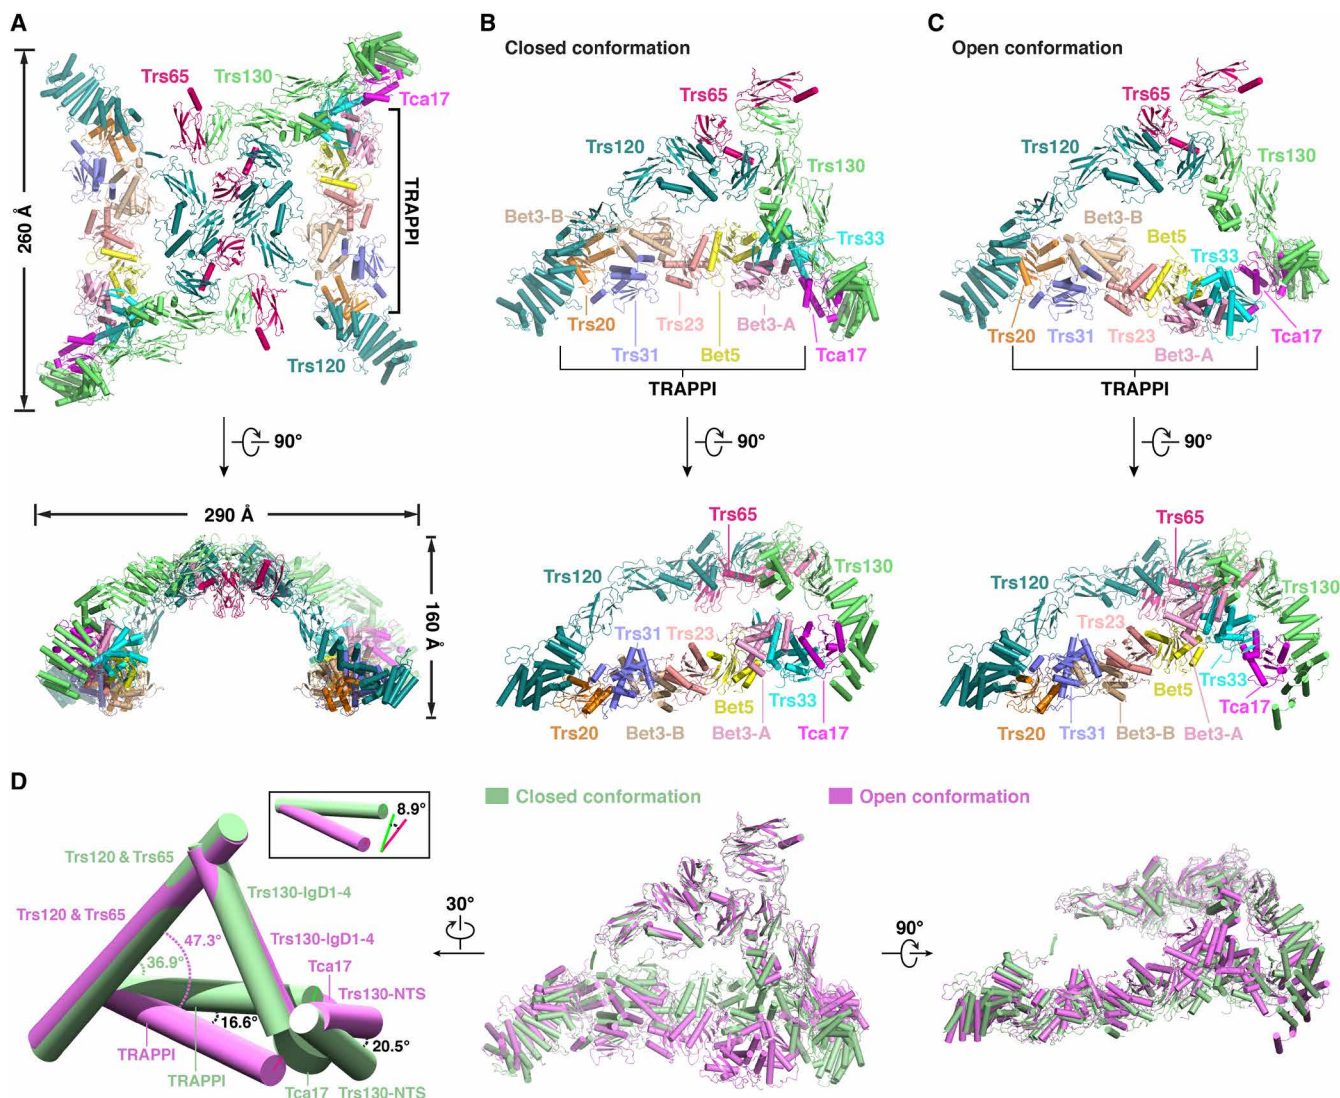 A
Trs65
Trs130
Tca17
260 Å
TRAPPI
Trs120
90°
290 Å
160 Å
B
Closed conformation
Trs65
Trs120
Trs130
Bet3-B
Trs33
Trs20
Trs23
Bet3-A
Trs31
Bet5
Tca17
TRAPPI
90°
Trs65
Trs120
Trs130
Trs31
Trs23
Bet5
Trs33
Trs20
Bet3-B
Bet3-A
Tca17
C
Open conformation
Trs65
Trs120
Trs130
Bet3-B
Bet5
Trs33
Trs20
Trs31
Trs23
Tca17
Bet3-A
TRAPPI
90°
Trs65
Trs120
Trs130
Trs23
Bet5
Trs33
Tca17
Trs20
Trs31
Bet3-B
Bet3-A
D
8.9°
Trs120 & Trs65
Trs130-IgD1-4
Trs120 & Trs65
47.3°
Trs130-IgD1-4
36.9°
Tca17
Trs130-NTS
16.6°
20.5°
TRAPPI
TRAPPI
Tca17
Trs130-NTS
30°
Closed conformation
Open conformation
90°